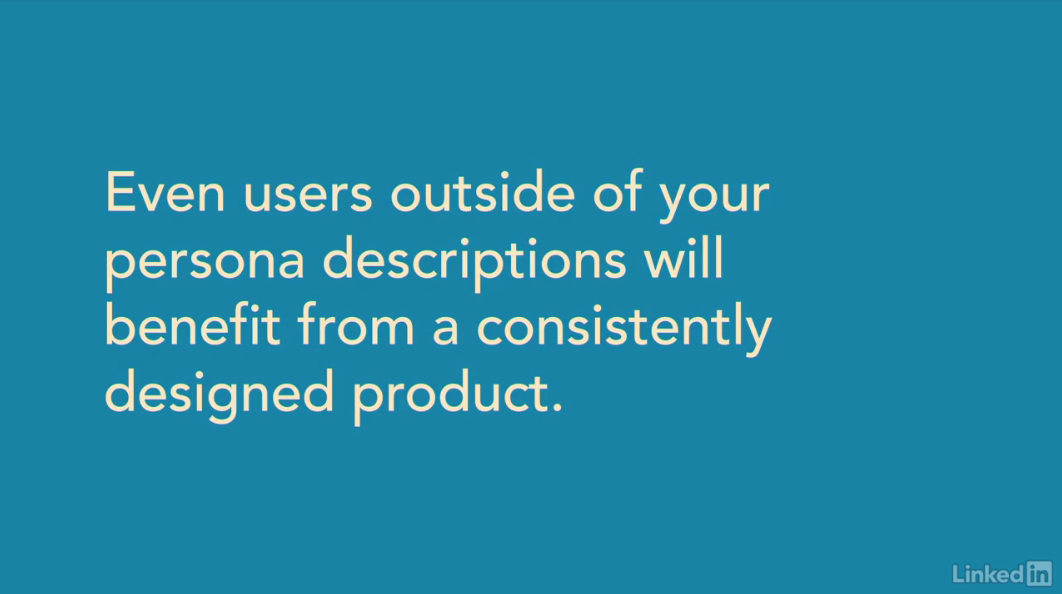 Even users outside of your
persona descriptions will
benefit from a consistently
designed product.
LinkedIn